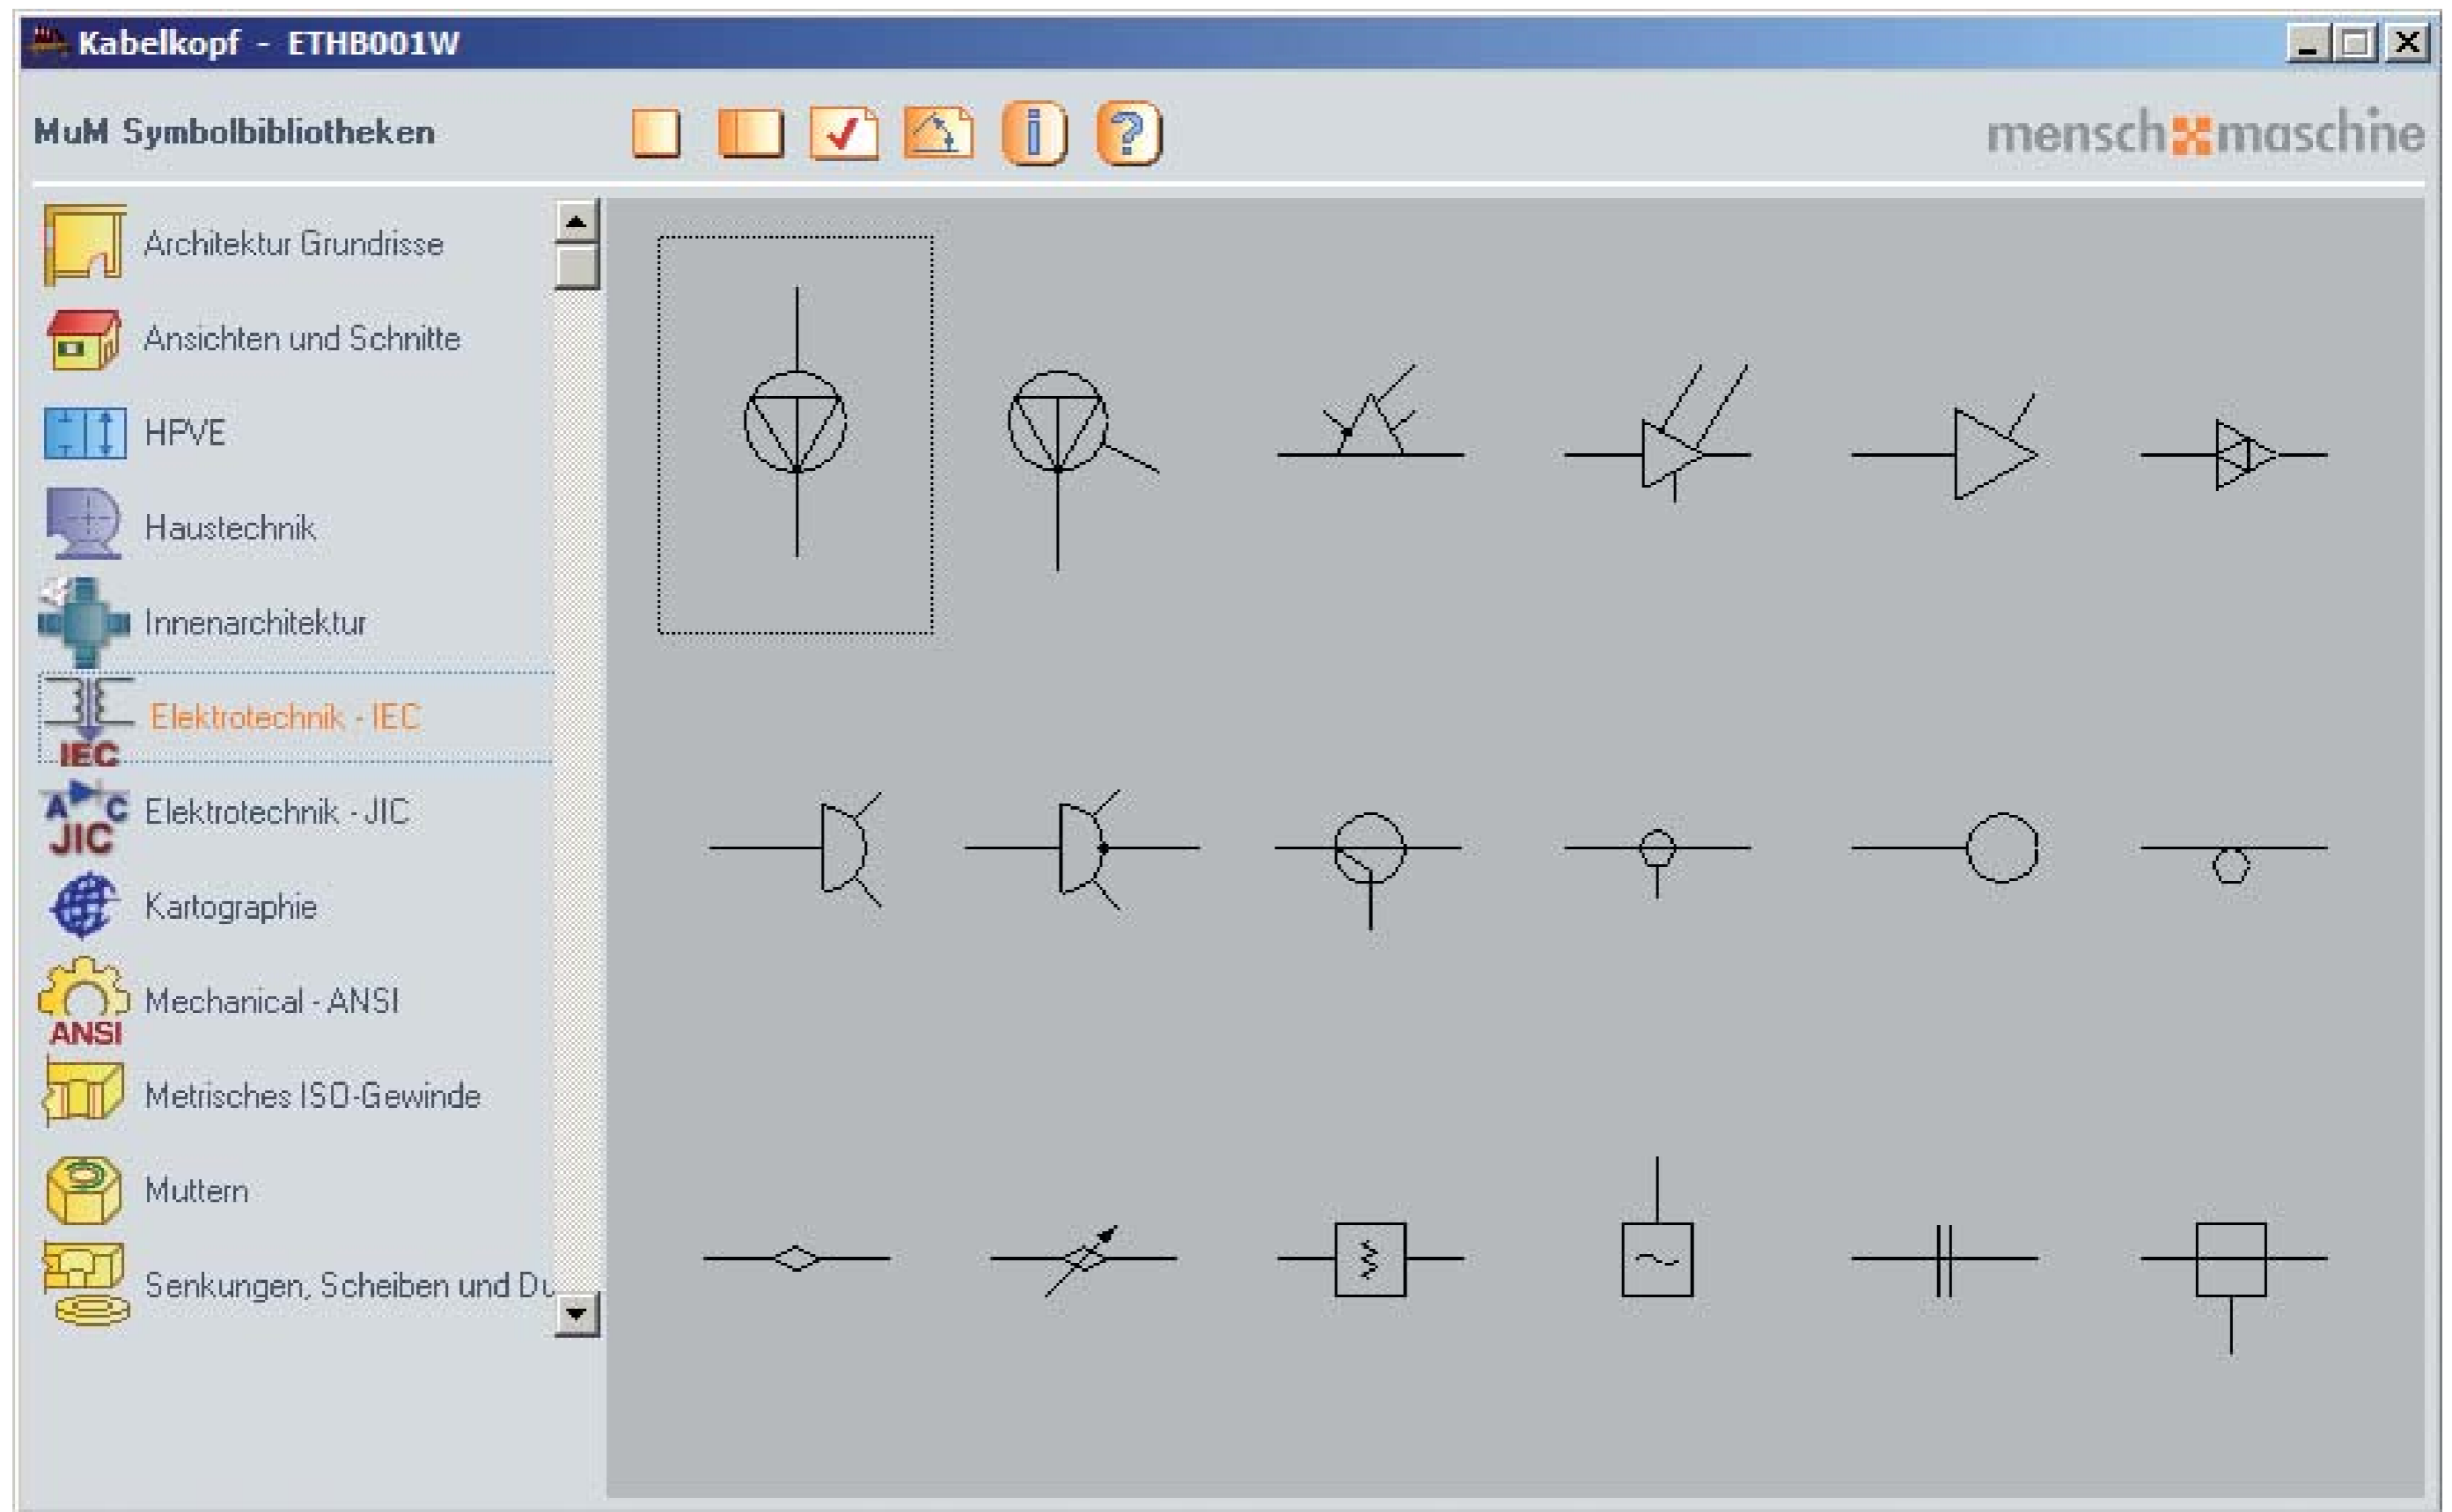 Kabelkopf - ETHB001W
MuM Symbolbibliotheken
i
?
mensch maschine
Architektur Grundrisse
Ansichten und Schnitte
HPVE
Haustechnik
Innenarchitektur
Elektrotechnik - IEC
IEC
A C
JIC
Elektrotechnik - JIC
Kartographie
Mechanical - ANSI
ANSI
Metrisches ISO-Gewinde
Muttern
Senkungen, Scheiben und Du